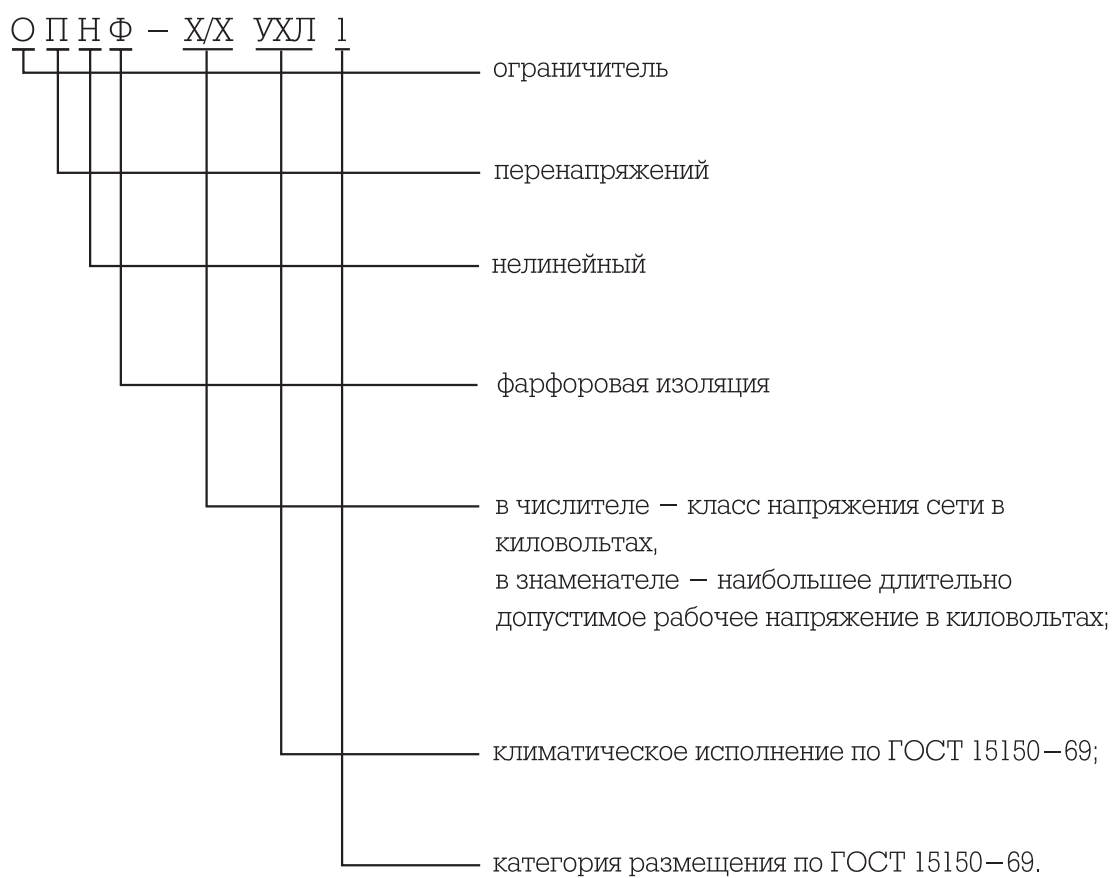 ОПНФ – Х/Х УХЛ 1
ограничитель
перенапряжений
нелинейный
фарфоровая изоляция
в числителе – класс напряжения сети в
киловольтах,
в знаменателе – наибольшее длительно
допустимое рабочее напряжение в киловольтах;
климатическое исполнение по ГОСТ 15150–69;
категория размещения по ГОСТ 15150–69.